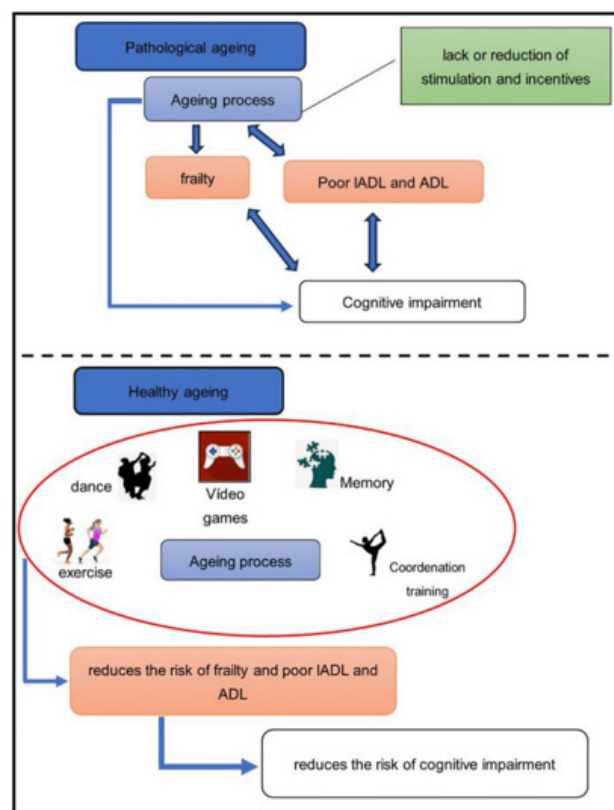 Pathological ageing
lack or reduction of
stimulation and incentives
Ageing process
frailty
Poor IADL and ADL
Cognitive impairment
Healthy ageing
dance
Vídeo
games
Memory
exercise
Ageing process
Coordenation
training
reduces the risk of frailty and poor IADL and
ADL
reduces the risk of cognitive impairment